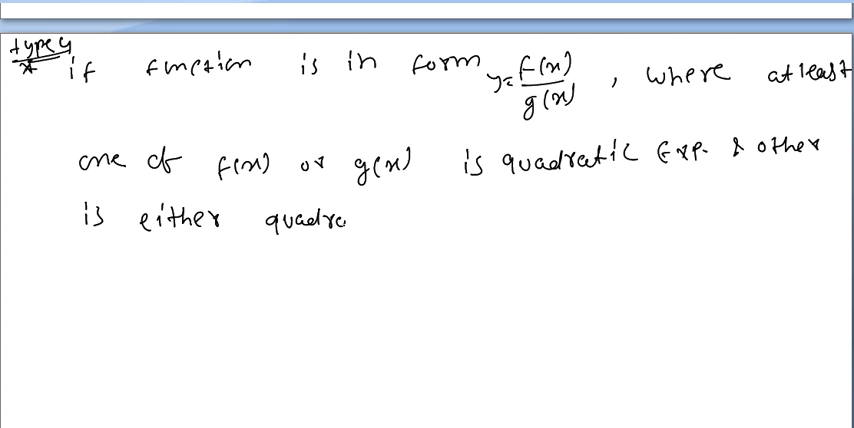 type 4
* if function is in form y = f(x)/g(x) , where atleast
one of f(x) or g(x) is quadratic Exp. & other
is either quadra